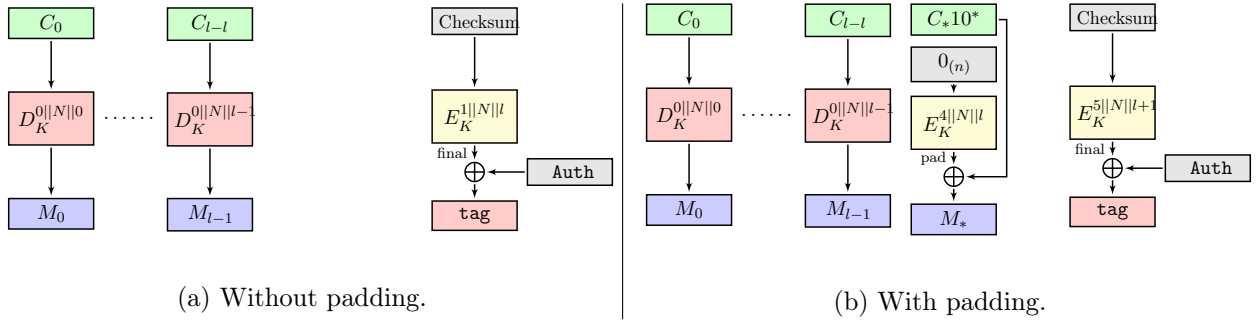 C_0 C_{l-l} Checksum
D_K^{0||N||0} ...... D_K^{0||N||l-1} E_K^{1||N||l}
final
⊕ Auth
M_0 M_{l-1} tag
(a) Without padding.
C_0 C_{l-l} C_*10^* Checksum
0_{(n)}
D_K^{0||N||0} ...... D_K^{0||N||l-1} E_K^{4||N||l} E_K^{5||N||l+1}
pad final
⊕ ⊕ Auth
M_0 M_{l-1} M_* tag
(b) With padding.